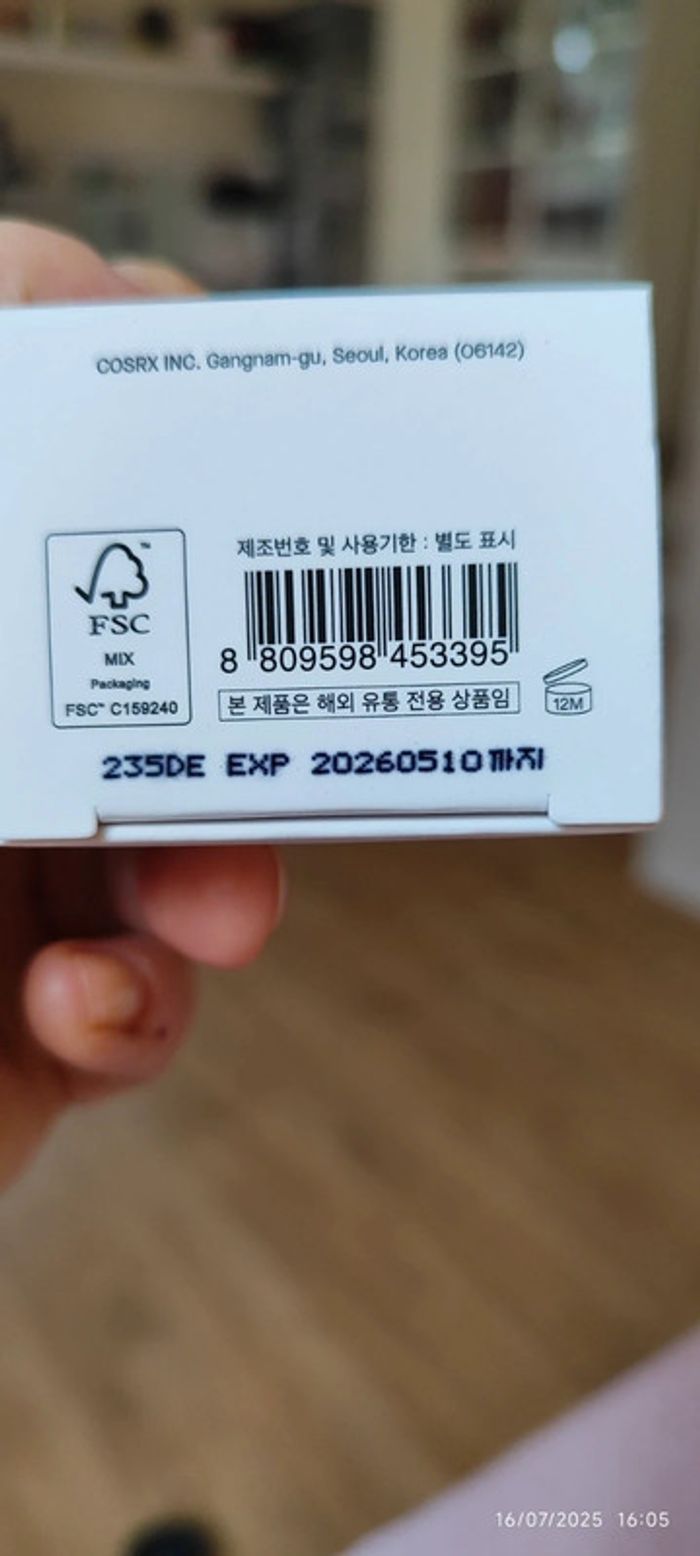 COSRX INC. Gangnam-gu, Seoul, Korea (06142)
제조번호 및 사용기한 : 별도 표시
FSC™
MIX
Packaging
FSC™ C159240
8 809598 453395
본 제품은 해외 유통 전용 상품임
12M
235DE EXP 20260510까지
16/07/2025 16:05